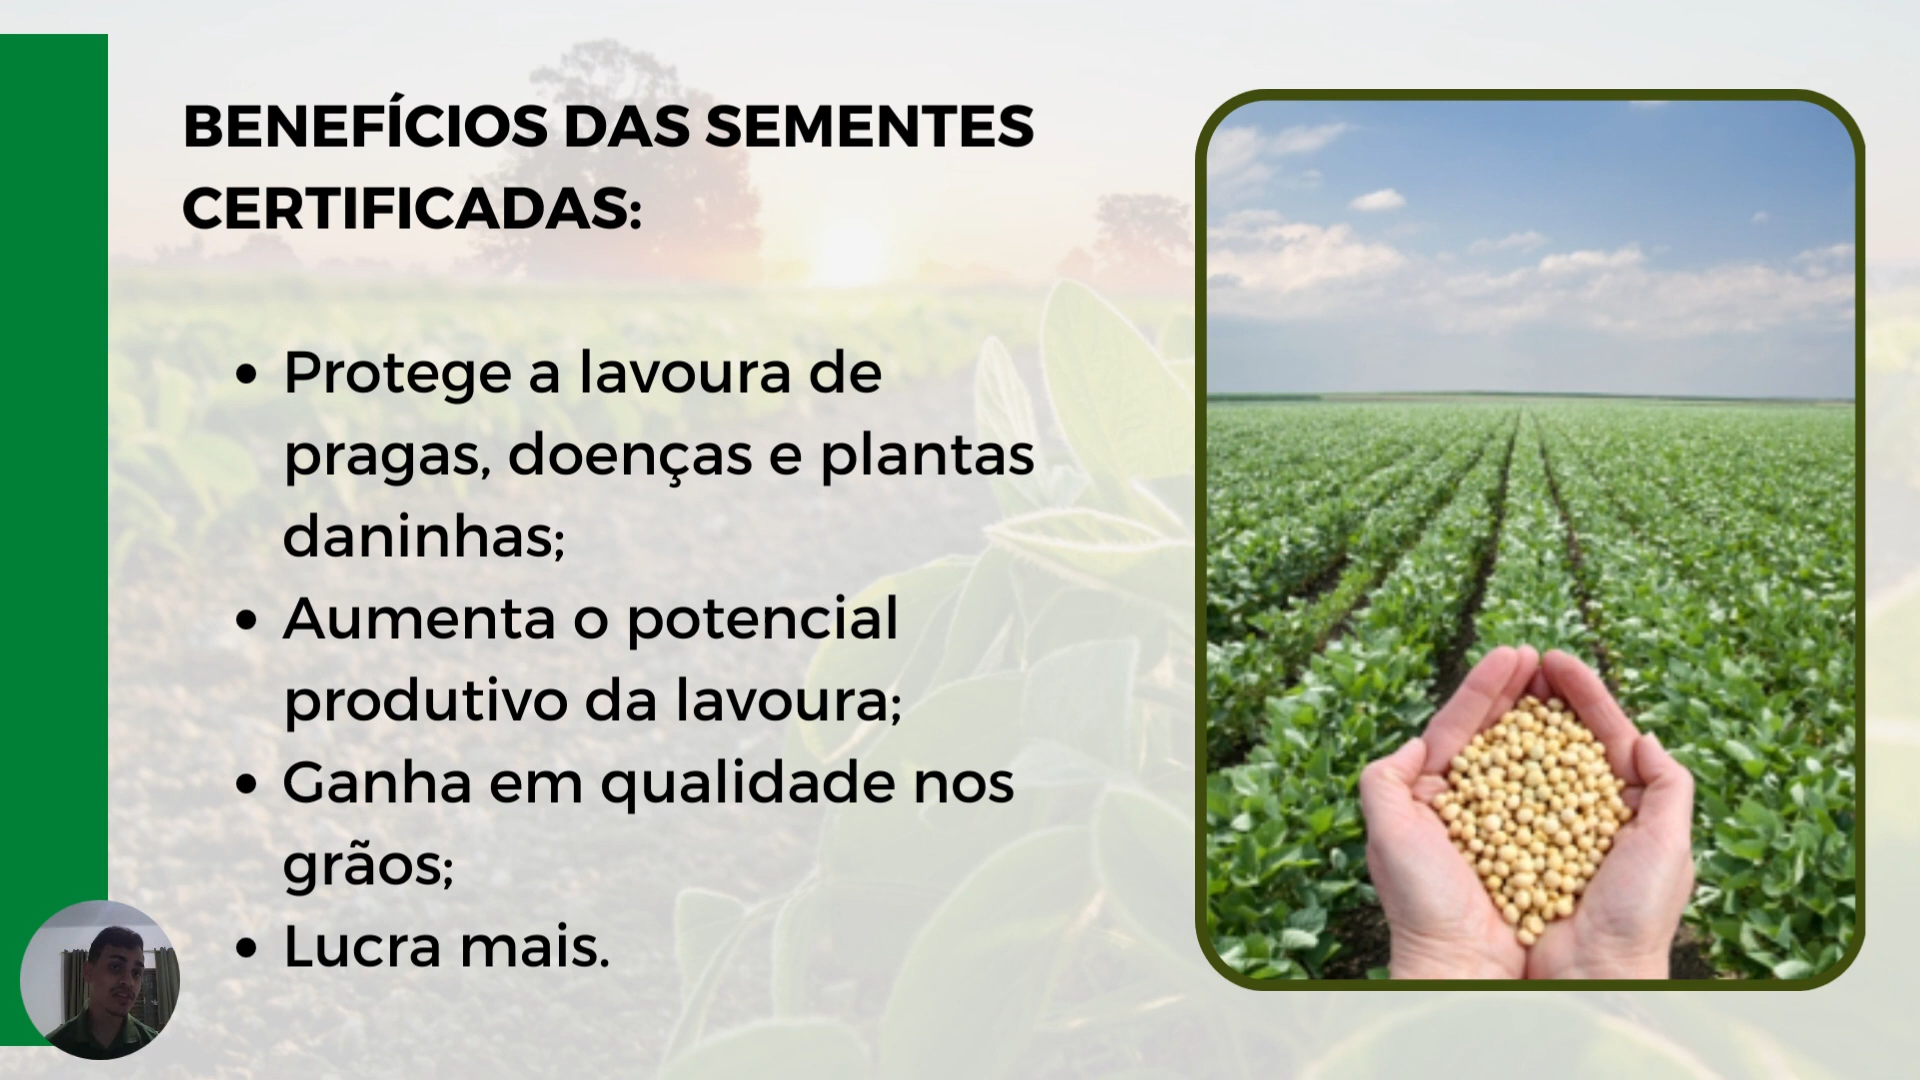 BENEFÍCIOS DAS SEMENTES
CERTIFICADAS:
• Protege a lavoura de
pragas, doenças e plantas
daninhas;
• Aumenta o potencial
produtivo da lavoura;
• Ganha em qualidade nos
grãos;
• Lucra mais.